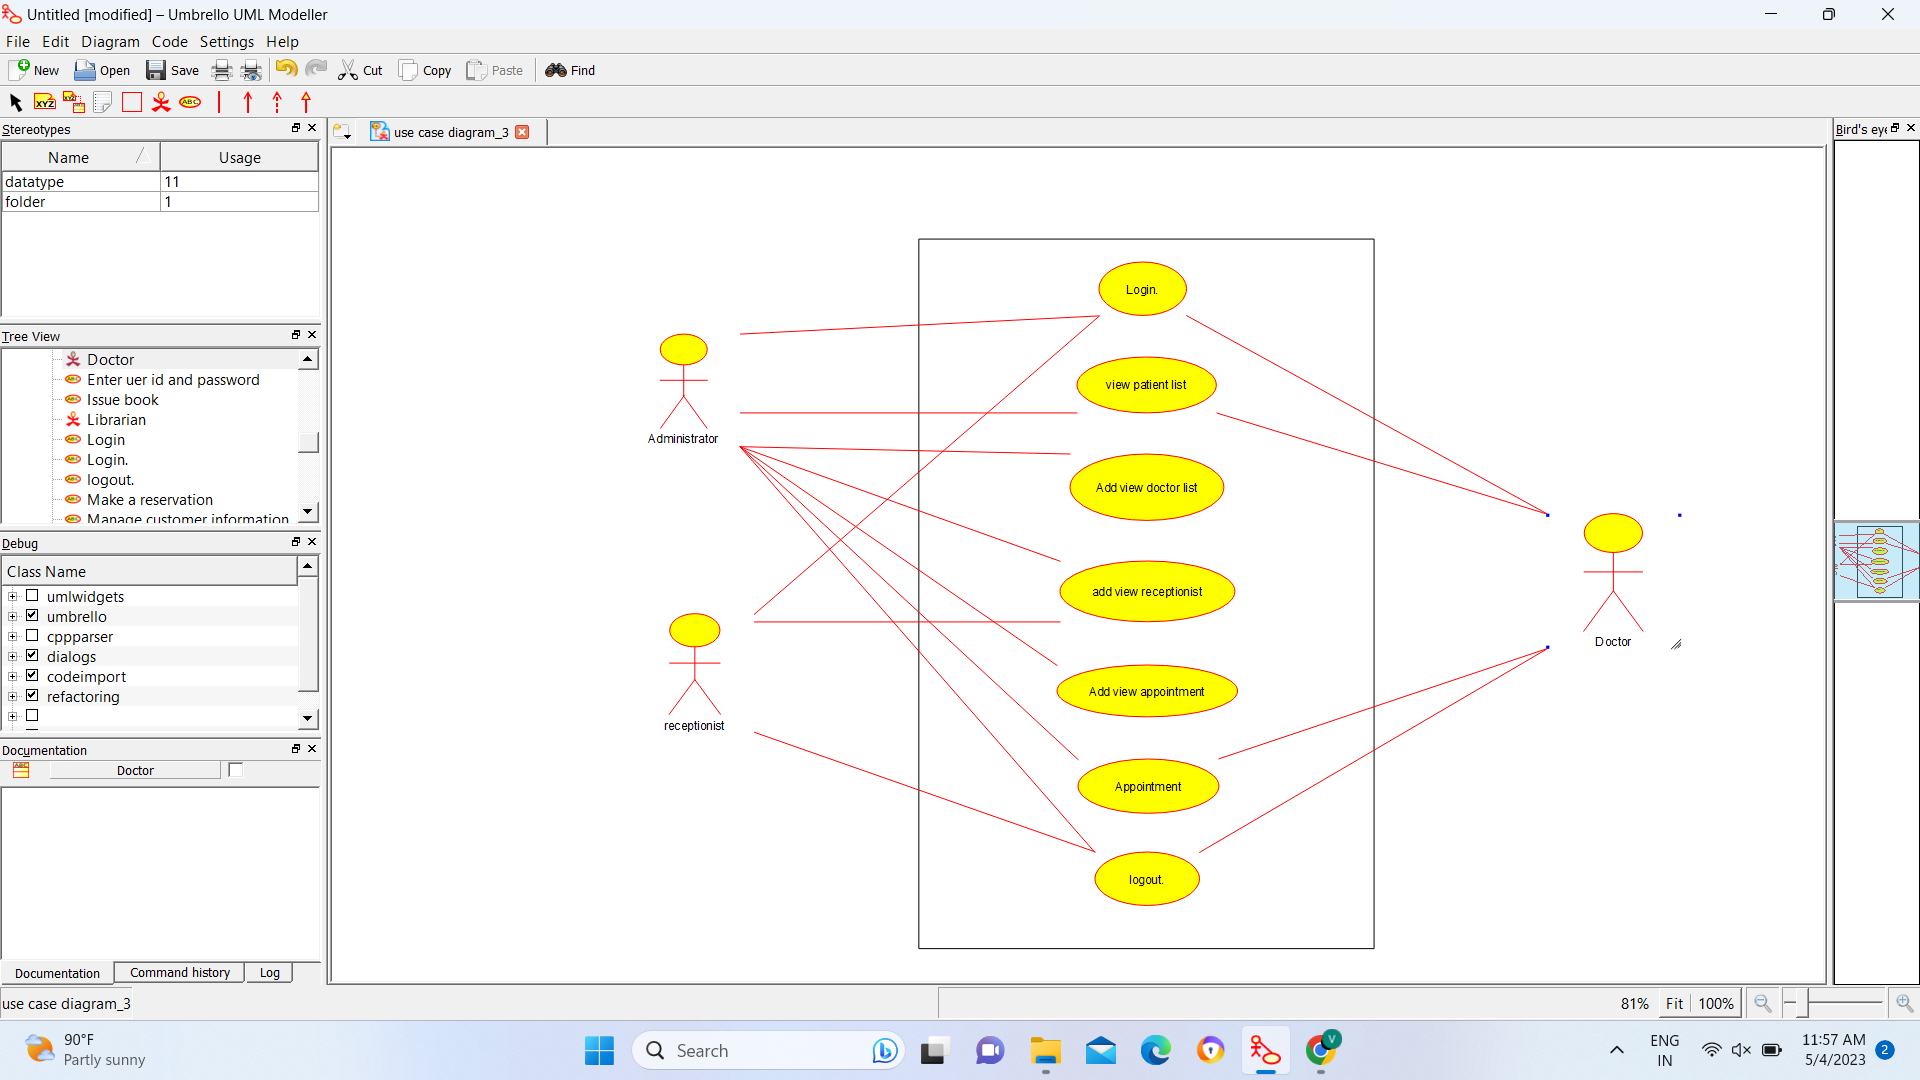 Untitled [modified] – Umbrello UML Modeller
File Edit Diagram Code Settings Help
New Open Save Cut Copy Paste Find
XYZ XYZ ABC
Stereotypes
use case diagram_3
Bird's eye
Name Usage
datatype 11
folder 1
Tree View
Doctor
Enter uer id and password
Issue book
Librarian
Login
Login.
logout.
Make a reservation
Manage customer information
Debug
Class Name
umlwidgets
umbrello
cppparser
dialogs
codeimport
refactoring
Documentation
Doctor
Documentation Command history Log
Login.
view patient list
Administrator
Add view doctor list
add view receptionist
Doctor
Add view appointment
receptionist
Appointment
logout.
use case diagram_3
81% Fit 100%
90°F
Partly sunny
Search
V
ENG
IN
11:57 AM
5/4/2023
2